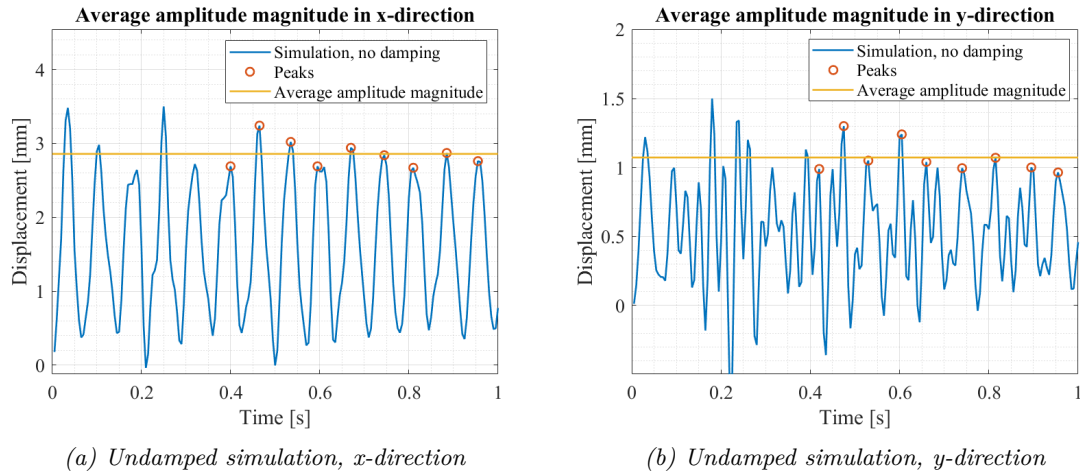 Average amplitude magnitude in x-direction
Simulation, no damping
Peaks
Average amplitude magnitude
Displacement [mm]
4
3
2
1
0
0
0.2
0.4
0.6
0.8
1
Time [s]
(a) Undamped simulation, x-direction
Average amplitude magnitude in y-direction
Simulation, no damping
Peaks
Average amplitude magnitude
Displacement [mm]
2
1.5
1
0.5
0
0
0.2
0.4
0.6
0.8
1
Time [s]
(b) Undamped simulation, y-direction